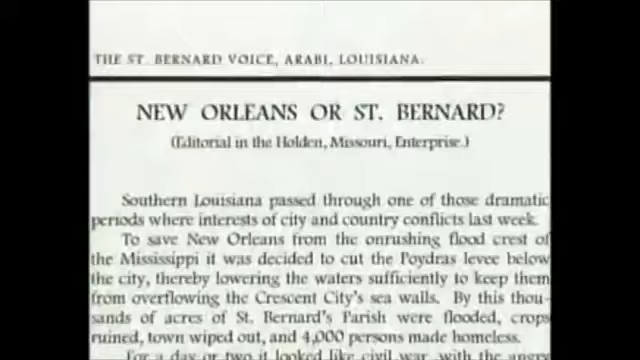 THE ST. BERNARD VOICE, ARABI, LOUISIANA.
NEW ORLEANS OR ST. BERNARD?
(Editorial in the Holden, Missouri, Enterprise.)
Southern Louisiana passed through one of those dramatic
periods where interests of city and country conflicts last week.
To save New Orleans from the onrushing flood crest of
the Mississippi it was decided to cut the Poydras levee below
the city, thereby lowering the waters sufficiently to keep them
from overflowing the Crescent City's sea walls. By this thou-
sands of acres of St. Bernard's Parish were flooded, crops
ruined, town wiped out, and 4,000 persons made homeless.
For a day or two it looked like civil war, with the angry